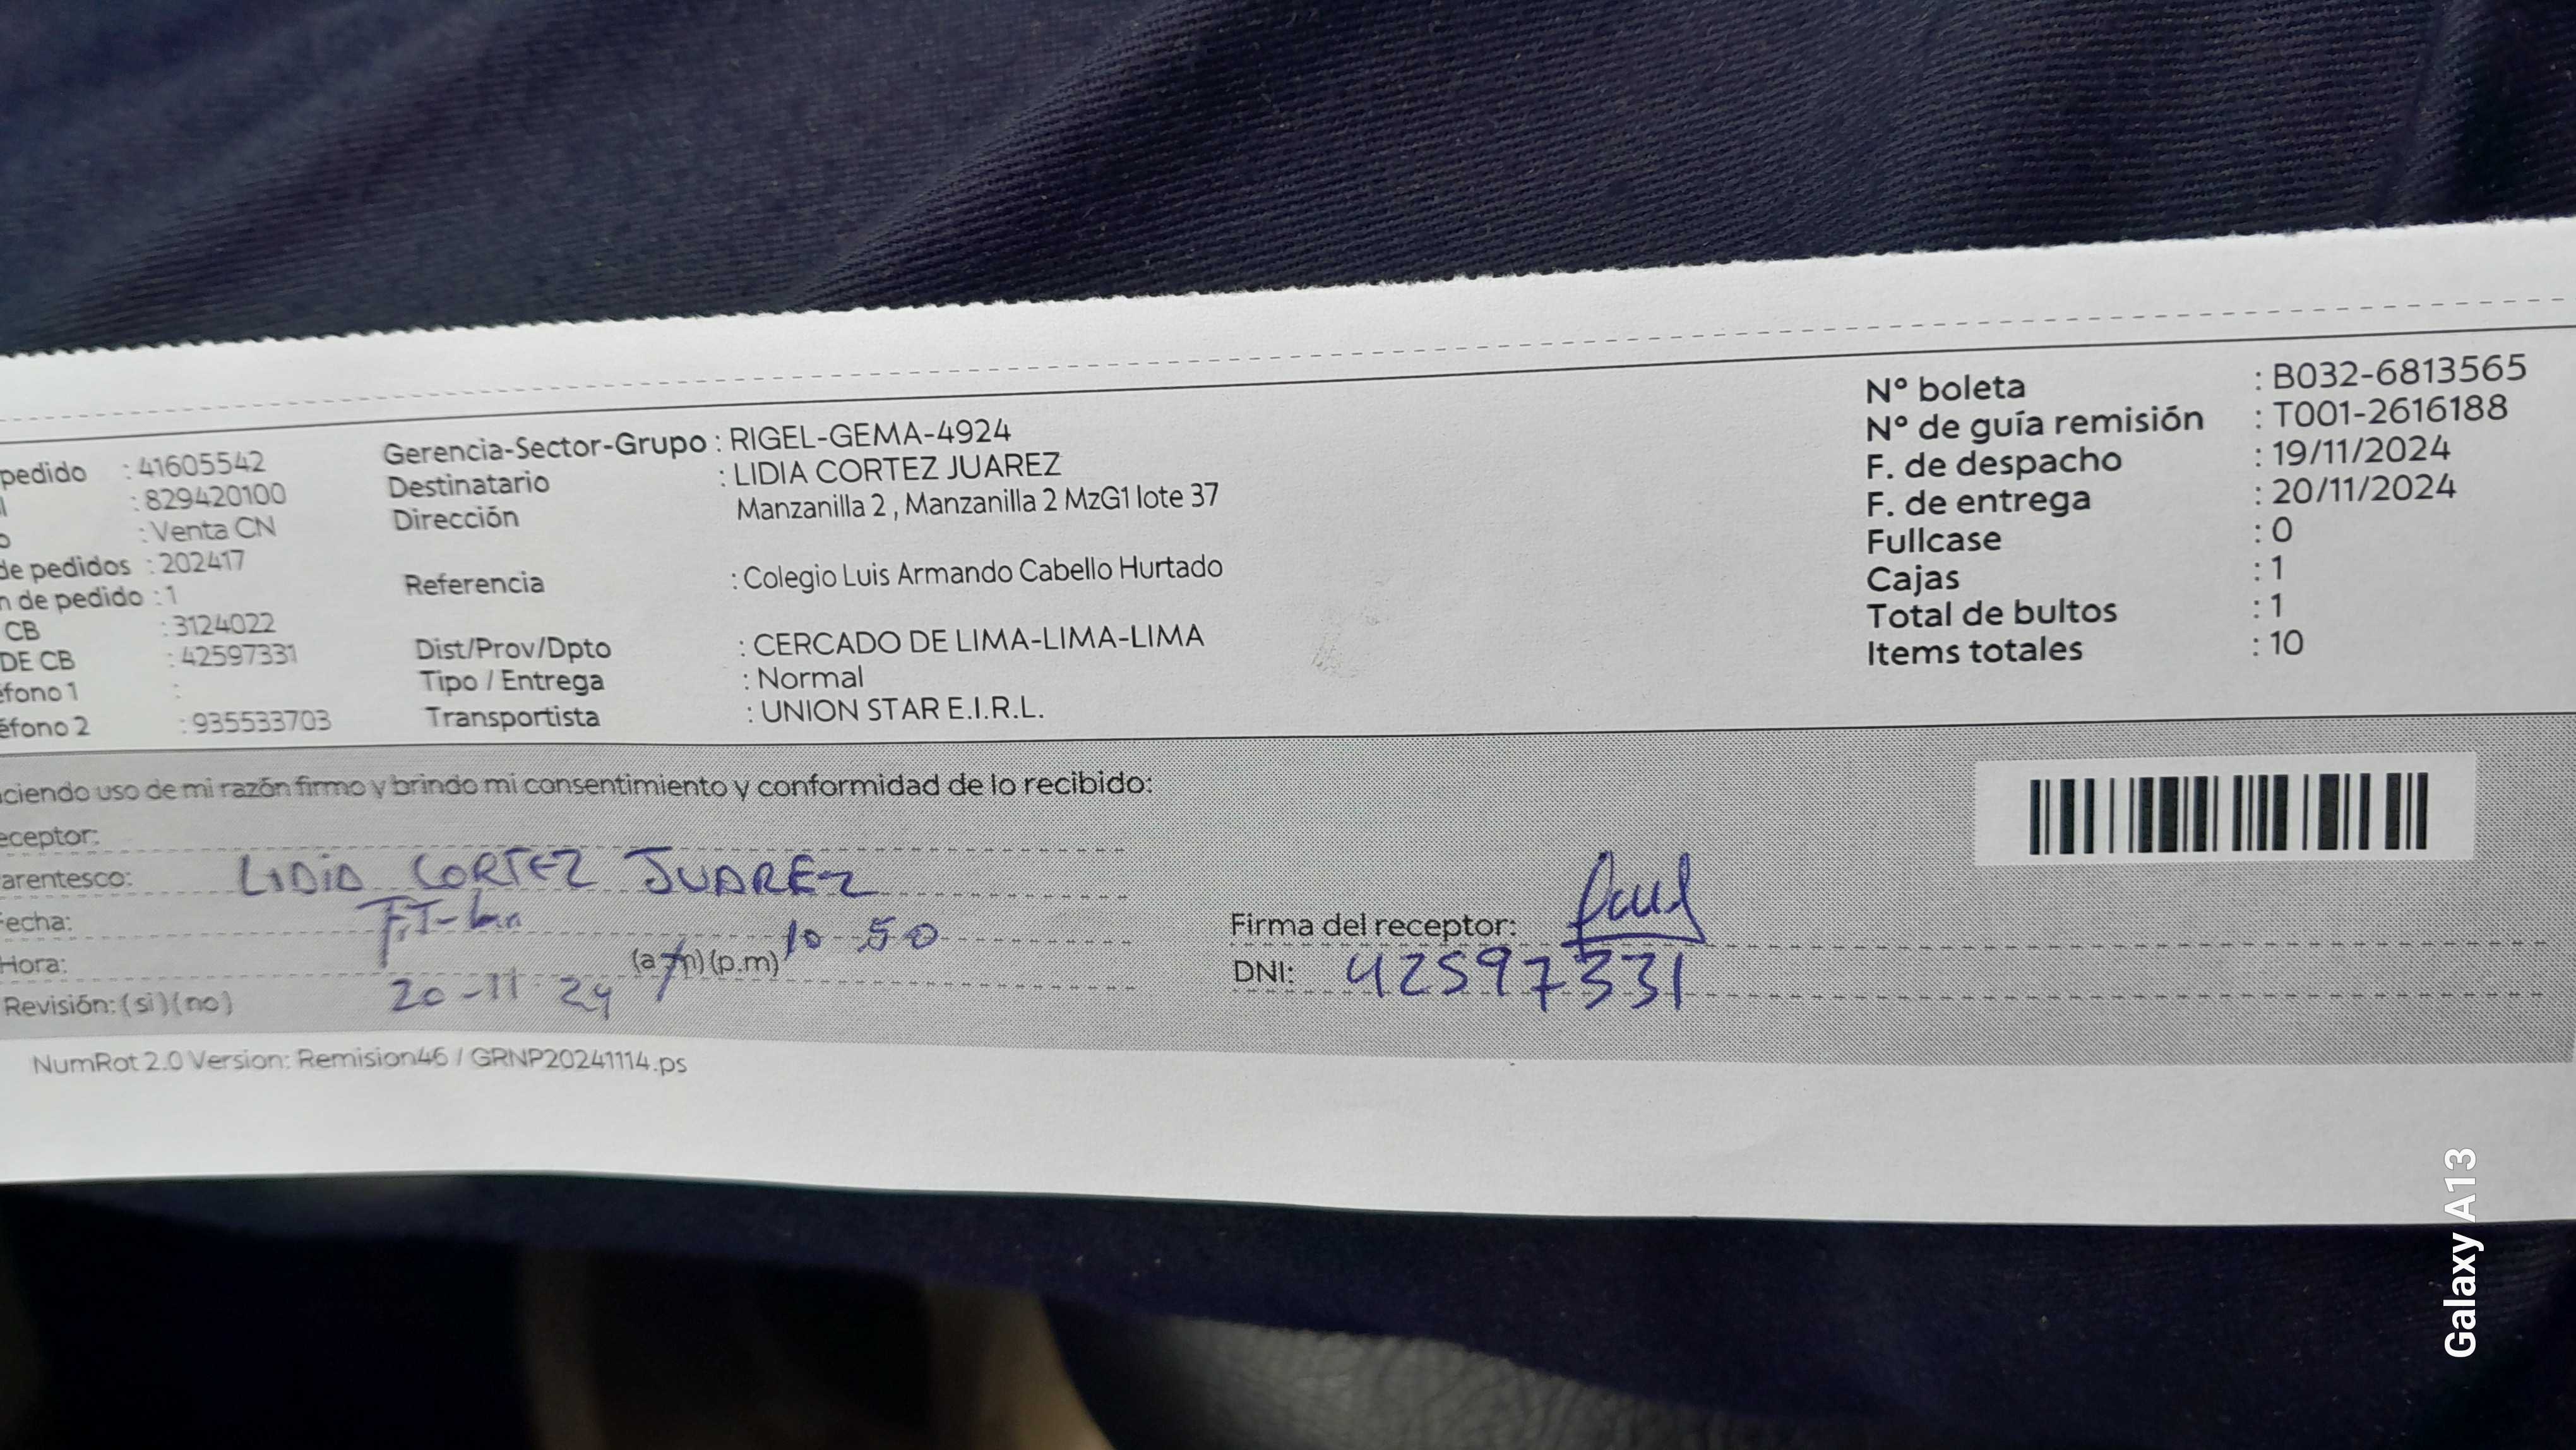 pedido : 41605542
: 829420100
: Venta CN
de pedidos : 202417
n de pedido : 1
CB : 3124022
DE CB : 42597331
éfono 1 :
éfono 2 : 935533703
Gerencia-Sector-Grupo : RIGEL-GEMA-4924
Destinatario : LIDIA CORTEZ JUAREZ
Dirección Manzanilla 2 , Manzanilla 2 MzG1 lote 37
Referencia : Colegio Luis Armando Cabello Hurtado
Dist/Prov/Dpto : CERCADO DE LIMA-LIMA-LIMA
Tipo / Entrega : Normal
Transportista : UNION STAR E.I.R.L.
N° boleta : B032-6813565
N° de guía remisión : T001-2616188
F. de despacho : 19/11/2024
F. de entrega : 20/11/2024
Fullcase : 0
Cajas : 1
Total de bultos : 1
Items totales : 10
ciendo uso de mi razón firmo y brindo mi consentimiento y conformidad de lo recibido:
eceptor:
arentesco: LIDIA CORTEZ JUAREZ
Fecha:
Hora: (a.m)(p.m) 10 50
Revisión: (si)(no) 20-11-24
Firma del receptor:
DNI: 42597331
NumRot 2.0 Version: Remision46 / GRNP20241114.ps
Galaxy A13